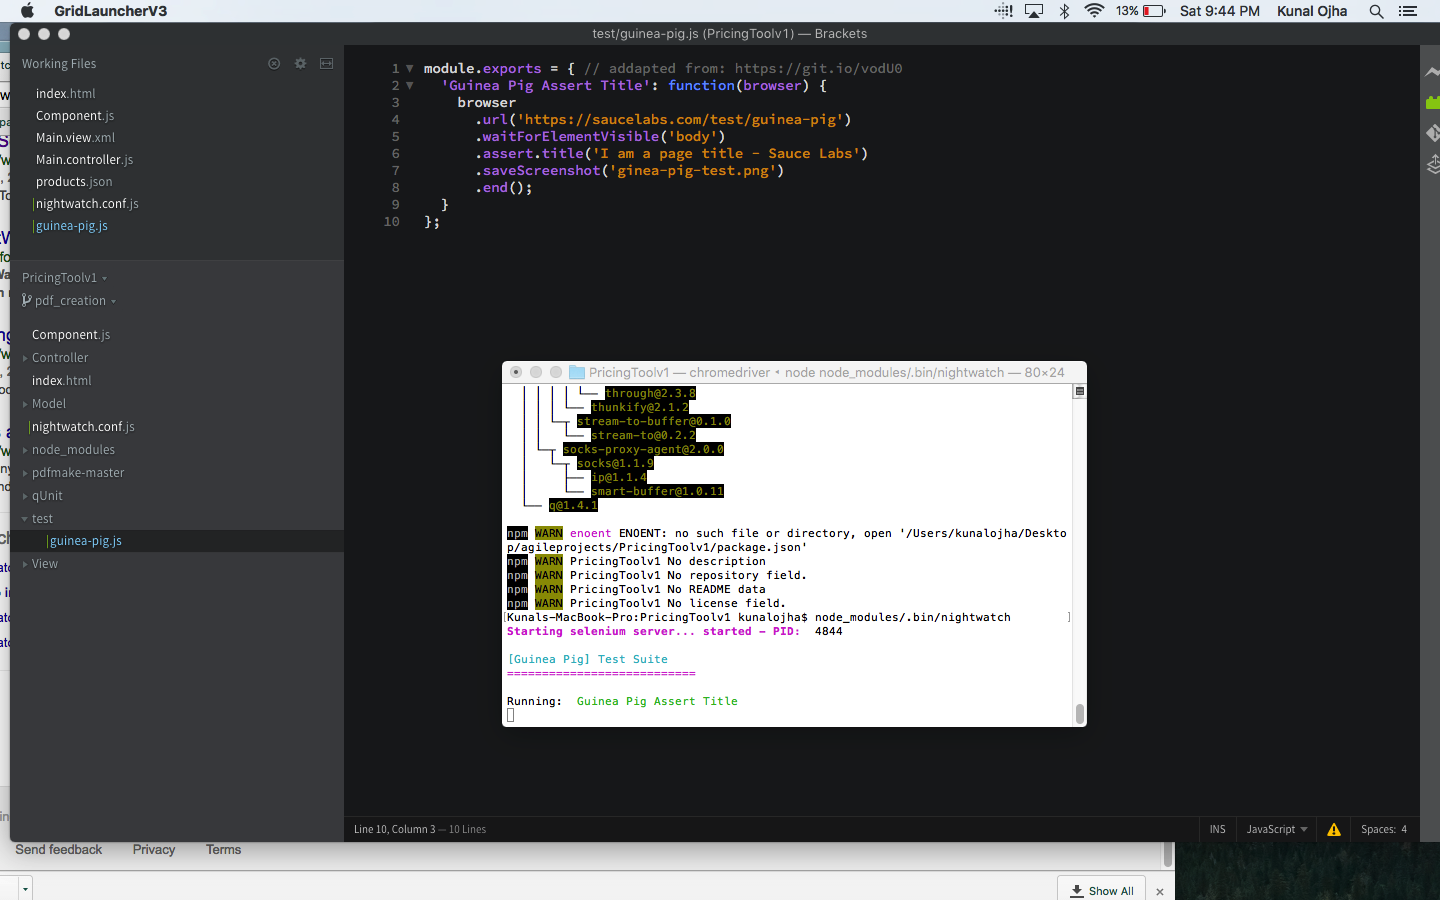 GridLauncherV3
13%
Sat 9:44 PM
Kunal Ojha
test/guinea-pig.js (PricingToolv1) — Brackets
Working Files
index.html
Component.js
Main.view.xml
Main.controller.js
products.json
nightwatch.conf.js
guinea-pig.js
PricingToolv1
pdf_creation
Component.js
Controller
index.html
Model
nightwatch.conf.js
node_modules
pdfmake-master
qUnit
test
guinea-pig.js
View
1 module.exports = { // addapted from: https://git.io/vodU0
2 'Guinea Pig Assert Title': function(browser) {
3 browser
4 .url('https://saucelabs.com/test/guinea-pig')
5 .waitForElementVisible('body')
6 .assert.title('I am a page title - Sauce Labs')
7 .saveScreenshot('ginea-pig-test.png')
8 .end();
9 }
10 };
PricingToolv1 — chromedriver ‣ node node_modules/.bin/nightwatch — 80×24
through@2.3.8
thunkify@2.1.2
stream-to-buffer@0.1.0
stream-to@0.2.2
socks-proxy-agent@2.0.0
socks@1.1.9
ip@1.1.4
smart-buffer@1.0.11
q@1.4.1
npm WARN enoent ENOENT: no such file or directory, open '/Users/kunalojha/Deskto
p/agileprojects/PricingToolv1/package.json'
npm WARN PricingToolv1 No description
npm WARN PricingToolv1 No repository field.
npm WARN PricingToolv1 No README data
npm WARN PricingToolv1 No license field.
[Kunals-MacBook-Pro:PricingToolv1 kunalojha$ node_modules/.bin/nightwatch ]
Starting selenium server... started - PID: 4844
[Guinea Pig] Test Suite
===========================
Running: Guinea Pig Assert Title
Line 10, Column 3 — 10 Lines
INS
JavaScript
Spaces: 4
Send feedback
Privacy
Terms
Show All